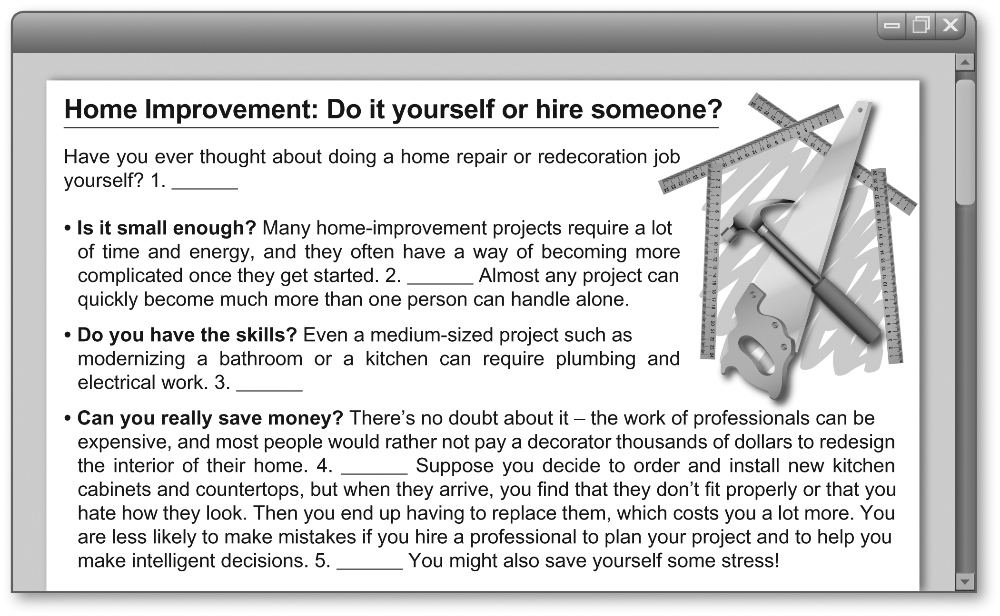 Home Improvement: Do it yourself or hire someone?
Have you ever thought about doing a home repair or redecoration job
yourself? 1. ______
• Is it small enough? Many home-improvement projects require a lot
of time and energy, and they often have a way of becoming more
complicated once they get started. 2. ______ Almost any project can
quickly become much more than one person can handle alone.
• Do you have the skills? Even a medium-sized project such as
modernizing a bathroom or a kitchen can require plumbing and
electrical work. 3. ______
• Can you really save money? There’s no doubt about it – the work of professionals can be
expensive, and most people would rather not pay a decorator thousands of dollars to redesign
the interior of their home. 4. ______ Suppose you decide to order and install new kitchen
cabinets and countertops, but when they arrive, you find that they don’t fit properly or that you
hate how they look. Then you end up having to replace them, which costs you a lot more. You
are less likely to make mistakes if you hire a professional to plan your project and to help you
make intelligent decisions. 5. ______ You might also save yourself some stress!